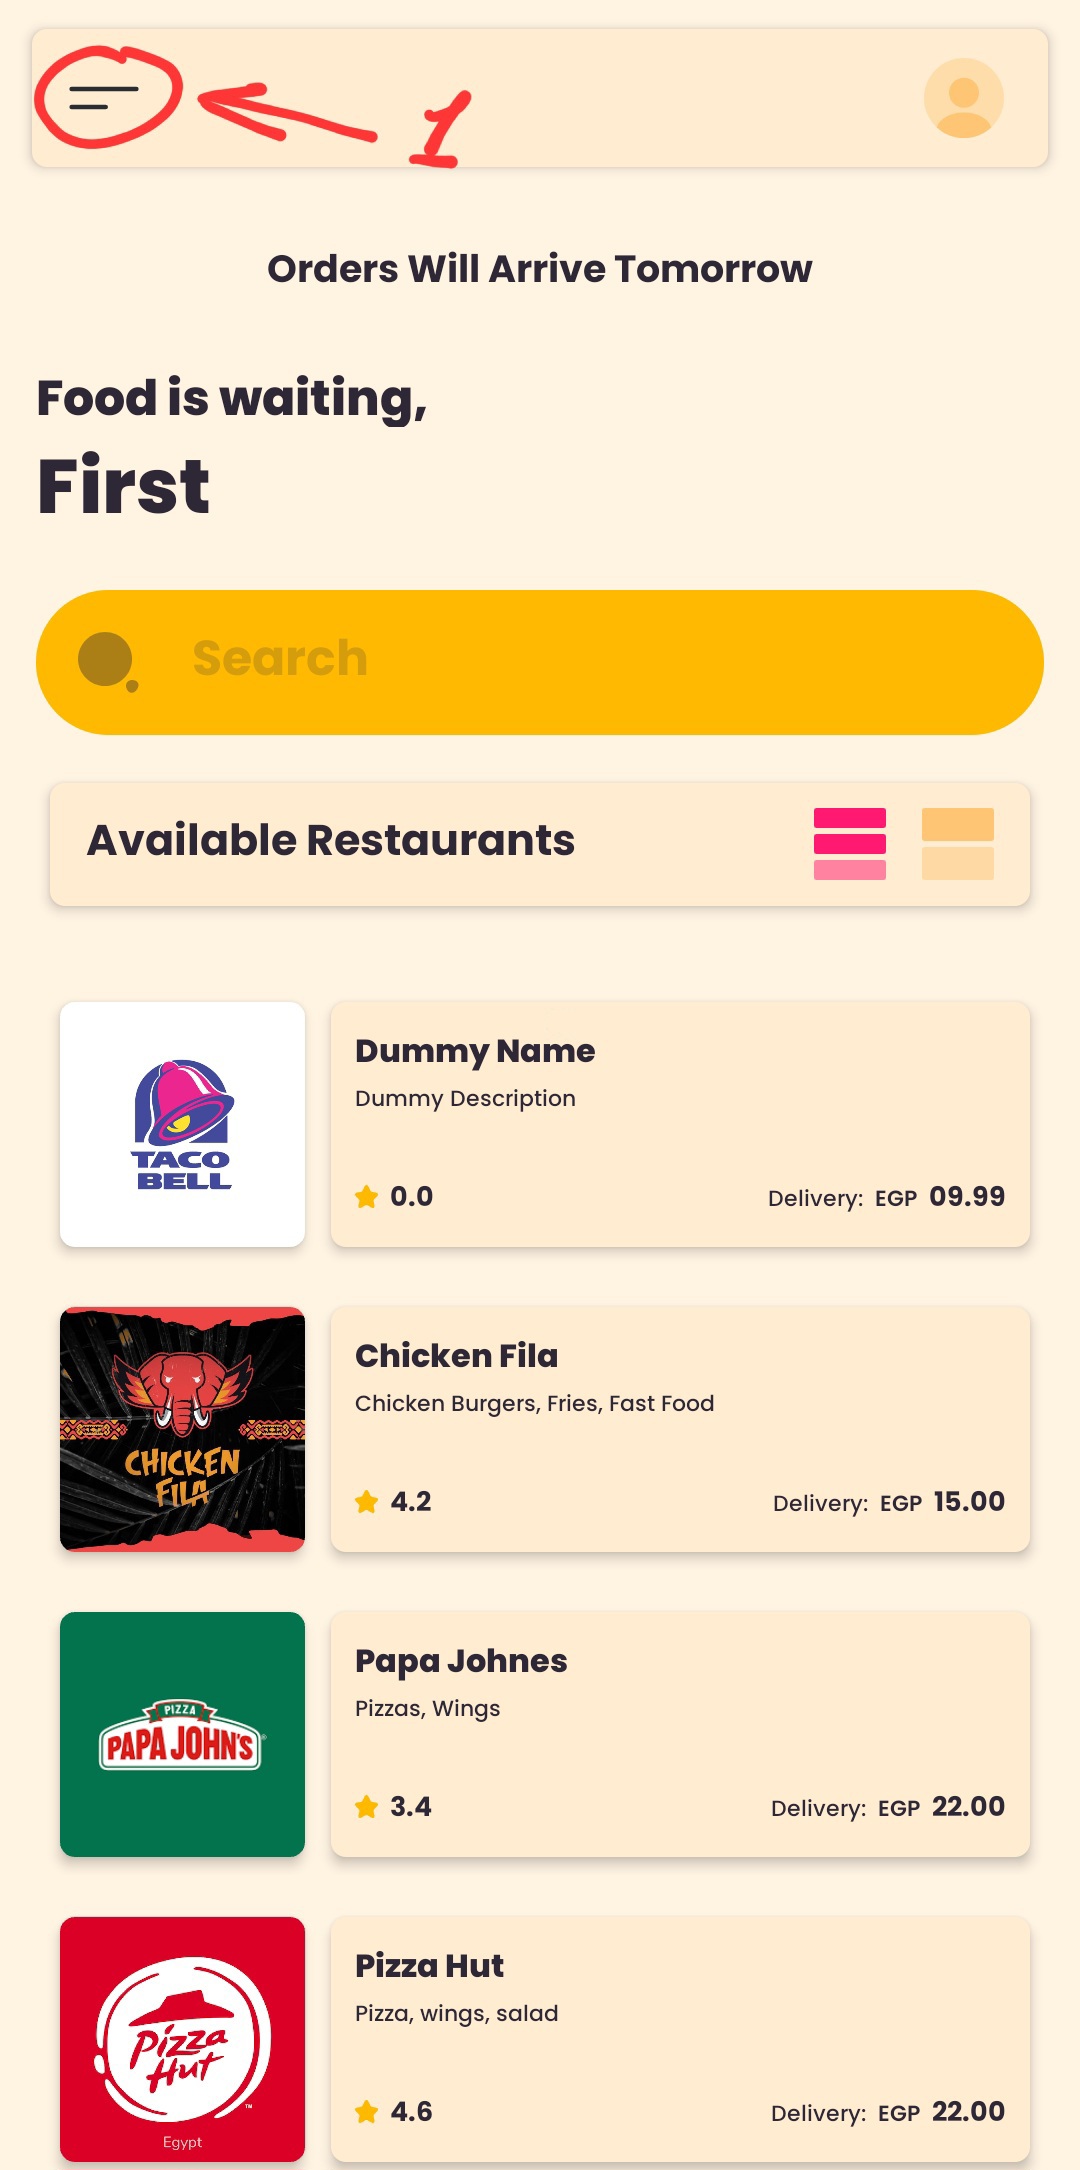 1
Orders Will Arrive Tomorrow
Food is waiting,
First
Search
Available Restaurants
TACO
BELL
Dummy Name
Dummy Description
0.0 Delivery: EGP 09.99
CHICKEN
FILA
Chicken Fila
Chicken Burgers, Fries, Fast Food
4.2 Delivery: EGP 15.00
PIZZA
PAPA JOHN'S®
Papa Johnes
Pizzas, Wings
3.4 Delivery: EGP 22.00
Pizza
Hut™
Egypt
Pizza Hut
Pizza, wings, salad
4.6 Delivery: EGP 22.00